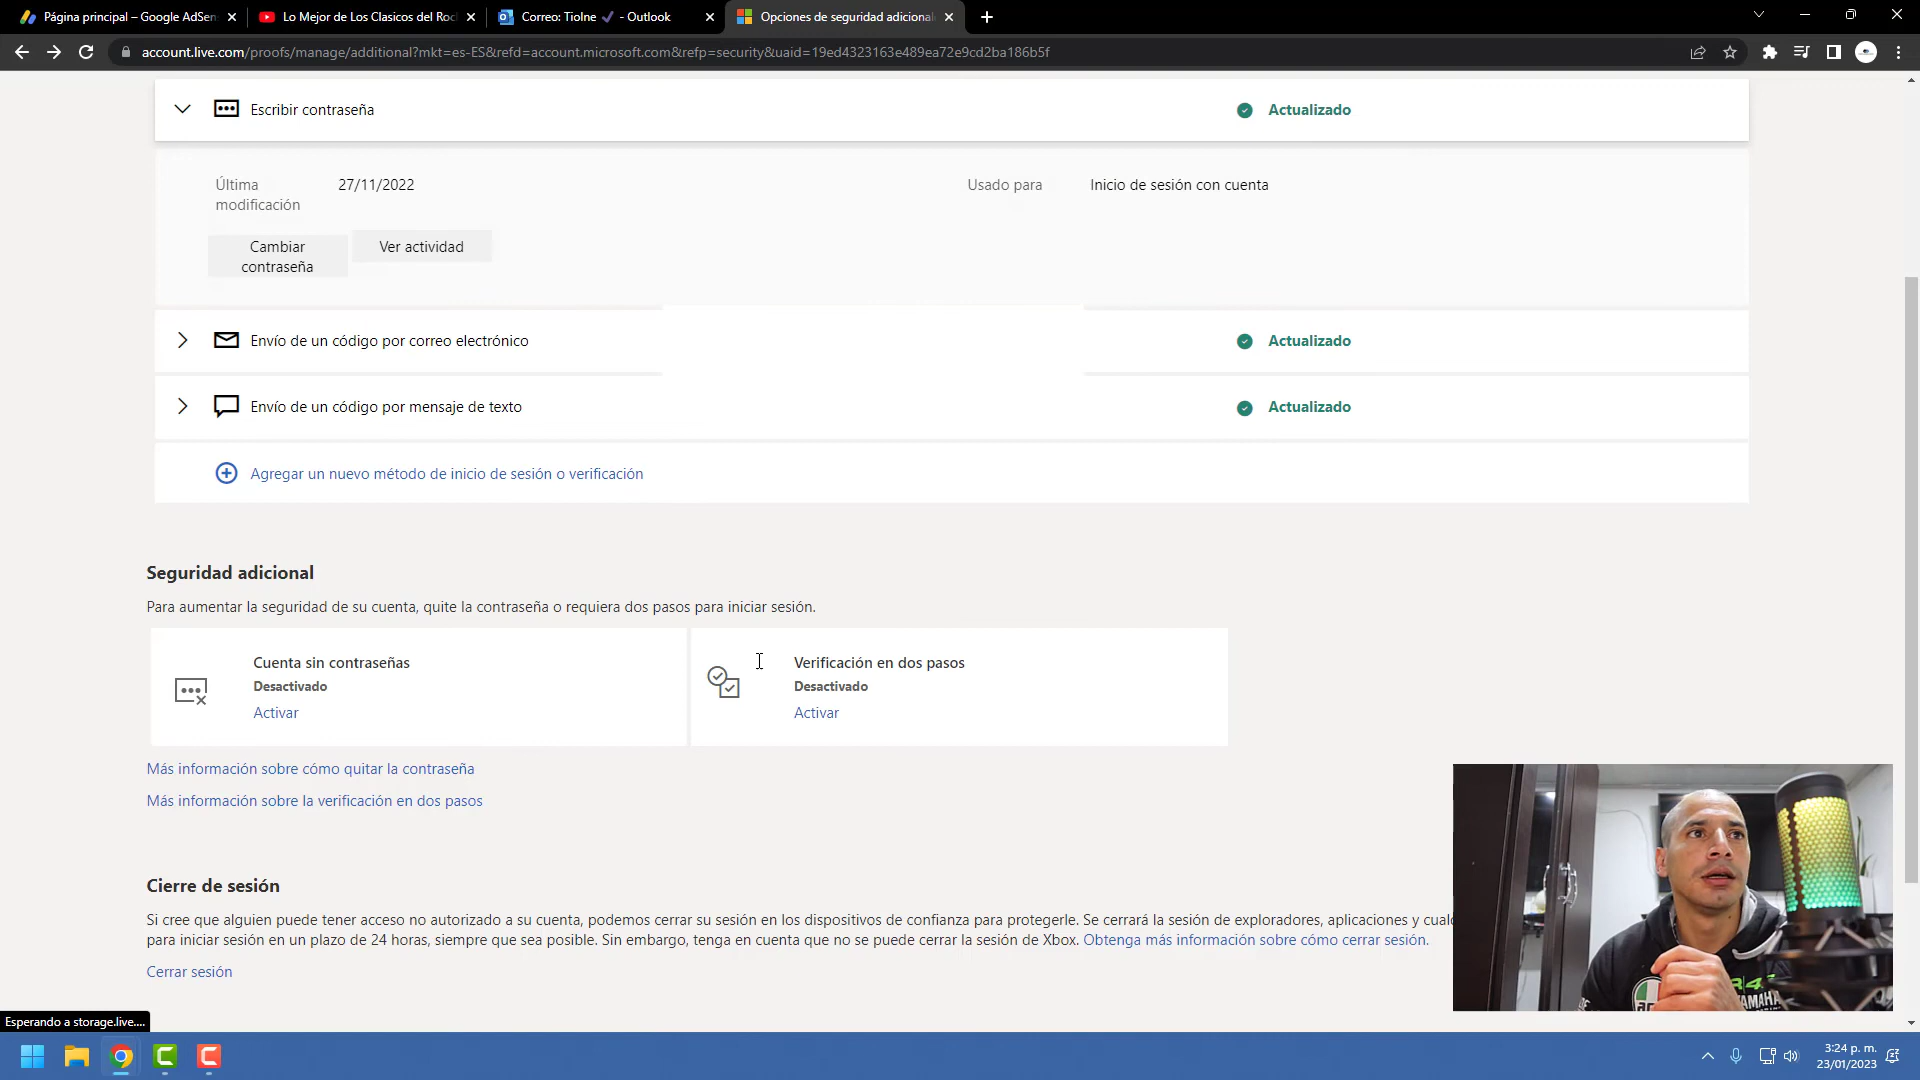 Página principal – Google AdSen
Lo Mejor de Los Clasicos del Roc
Correo: TioIne ✓ - Outlook
Opciones de seguridad adicional
account.live.com/proofs/manage/additional?mkt=es-ES&refd=account.microsoft.com&refp=security&uaid=19ed4323163e489ea72e9cd2ba186b5f
Escribir contraseña
Actualizado
Última modificación
27/11/2022
Usado para
Inicio de sesión con cuenta
Cambiar contraseña
Ver actividad
Envío de un código por correo electrónico
Actualizado
Envío de un código por mensaje de texto
Actualizado
Agregar un nuevo método de inicio de sesión o verificación
Seguridad adicional
Para aumentar la seguridad de su cuenta, quite la contraseña o requiera dos pasos para iniciar sesión.
Cuenta sin contraseñas
Desactivado
Activar
Verificación en dos pasos
Desactivado
Activar
Más información sobre cómo quitar la contraseña
Más información sobre la verificación en dos pasos
Cierre de sesión
Si cree que alguien puede tener acceso no autorizado a su cuenta, podemos cerrar su sesión en los dispositivos de confianza para protegerle. Se cerrará la sesión de exploradores, aplicaciones y cual
para iniciar sesión en un plazo de 24 horas, siempre que sea posible. Sin embargo, tenga en cuenta que no se puede cerrar la sesión de Xbox. Obtenga más información sobre cómo cerrar sesión.
Cerrar sesión
YAMAHA
Esperando a storage.live....
3:24 p. m.
23/01/2023